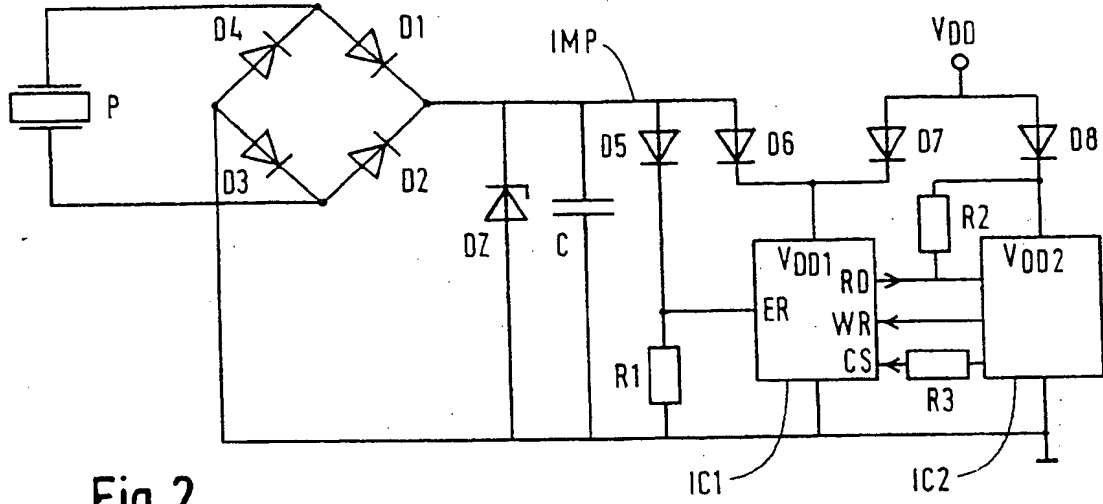 D4
D1
IMP
VDD
P
D5
D6
D7
D8
D3
D2
R2
DZ
C
VDD1
VDD2
RD
ER
WR
R1
CS
R3
IC1
IC2
Fig. 2